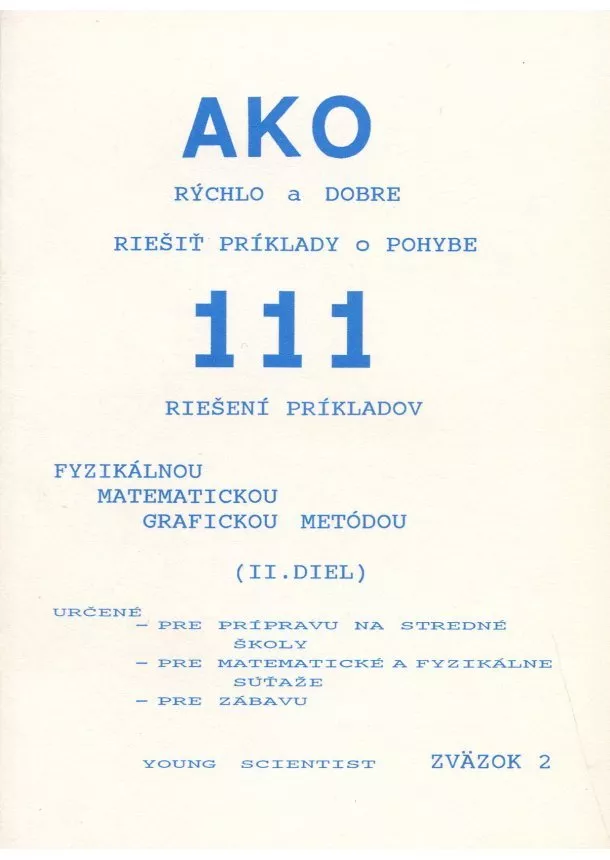 AKO
RÝCHLO a DOBRE
RIEŠIŤ PRÍKLADY o POHYBE
111
RIEŠENÍ PRÍKLADOV
FYZIKÁLNOU
MATEMATICKOU
GRAFICKOU METÓDOU
(II.DIEL)
URČENÉ
– PRE PRÍPRAVU NA STREDNÉ
ŠKOLY
– PRE MATEMATICKÉ A FYZIKÁLNE
SÚŤAŽE
– PRE ZÁBAVU
YOUNG SCIENTIST ZVÄZOK 2